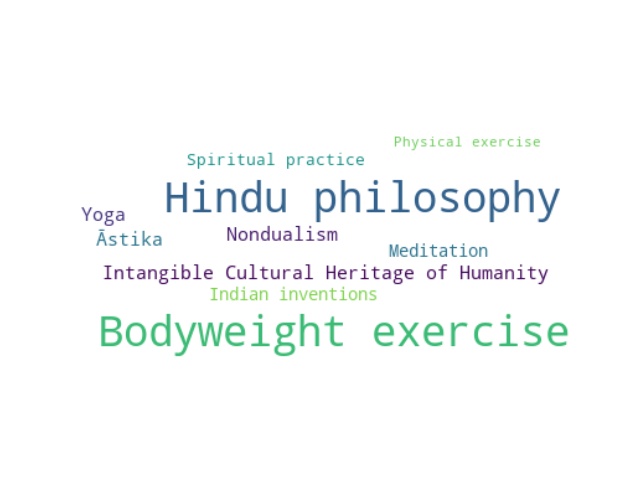 Physical exercise
Spiritual practice
Hindu philosophy
Yoga
Nondualism
Āstika
Meditation
Intangible Cultural Heritage of Humanity
Indian inventions
Bodyweight exercise